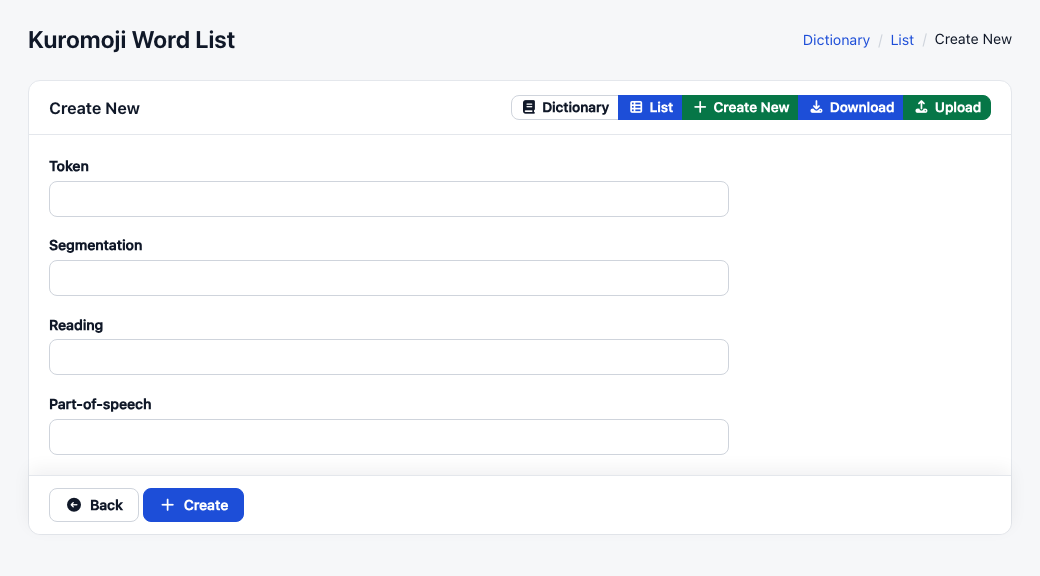 Kuromoji Word List
Dictionary / List / Create New
Create New
Dictionary List Create New Download Upload
Token
Segmentation
Reading
Part-of-speech
Back Create